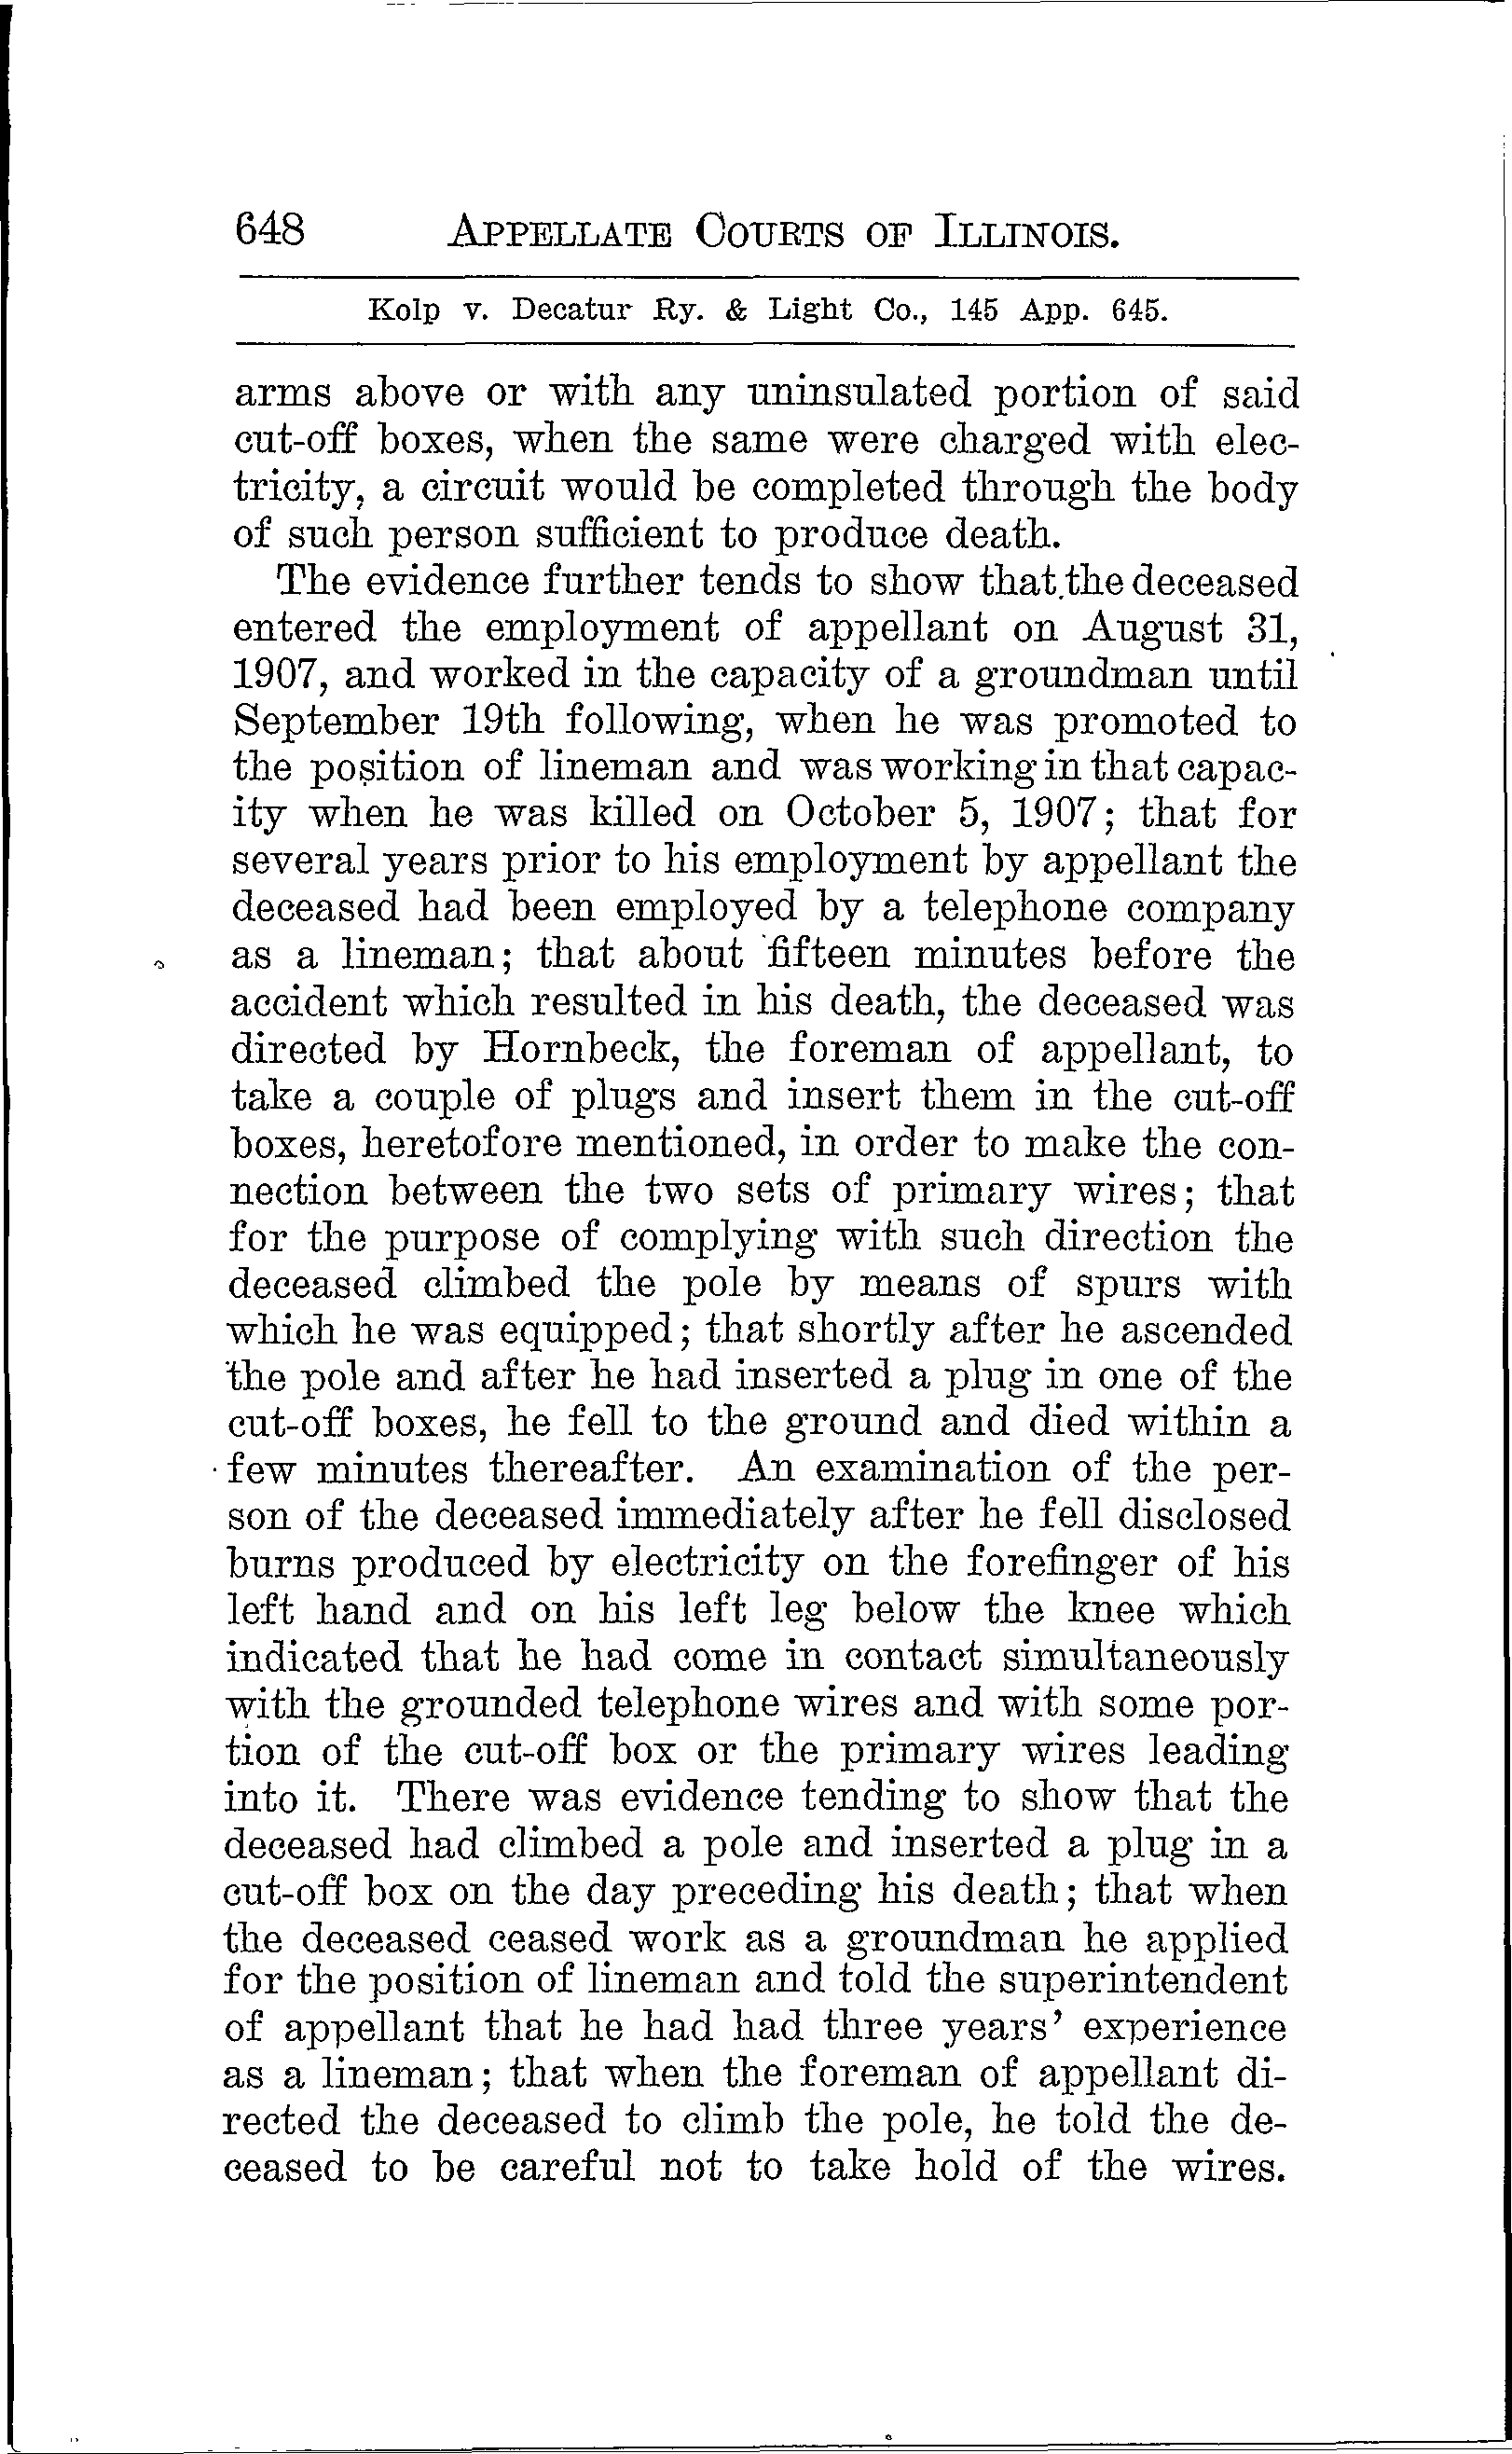 648 APPELLATE COURTS OF ILLINOIS.
Kolp v. Decatur Ry. & Light Co., 145 App. 645.
arms above or with any uninsulated portion of said
cut-off boxes, when the same were charged with elec-
tricity, a circuit would be completed through the body
of such person sufficient to produce death.
The evidence further tends to show that the deceased
entered the employment of appellant on August 31,
1907, and worked in the capacity of a groundman until
September 19th following, when he was promoted to
the position of lineman and was working in that capac-
ity when he was killed on October 5, 1907; that for
several years prior to his employment by appellant the
deceased had been employed by a telephone company
as a lineman; that about fifteen minutes before the
accident which resulted in his death, the deceased was
directed by Hornbeck, the foreman of appellant, to
take a couple of plugs and insert them in the cut-off
boxes, heretofore mentioned, in order to make the con-
nection between the two sets of primary wires; that
for the purpose of complying with such direction the
deceased climbed the pole by means of spurs with
which he was equipped; that shortly after he ascended
the pole and after he had inserted a plug in one of the
cut-off boxes, he fell to the ground and died within a
few minutes thereafter. An examination of the per-
son of the deceased immediately after he fell disclosed
burns produced by electricity on the forefinger of his
left hand and on his left leg below the knee which
indicated that he had come in contact simultaneously
with the grounded telephone wires and with some por-
tion of the cut-off box or the primary wires leading
into it. There was evidence tending to show that the
deceased had climbed a pole and inserted a plug in a
cut-off box on the day preceding his death; that when
the deceased ceased work as a groundman he applied
for the position of lineman and told the superintendent
of appellant that he had had three years' experience
as a lineman; that when the foreman of appellant di-
rected the deceased to climb the pole, he told the de-
ceased to be careful not to take hold of the wires.